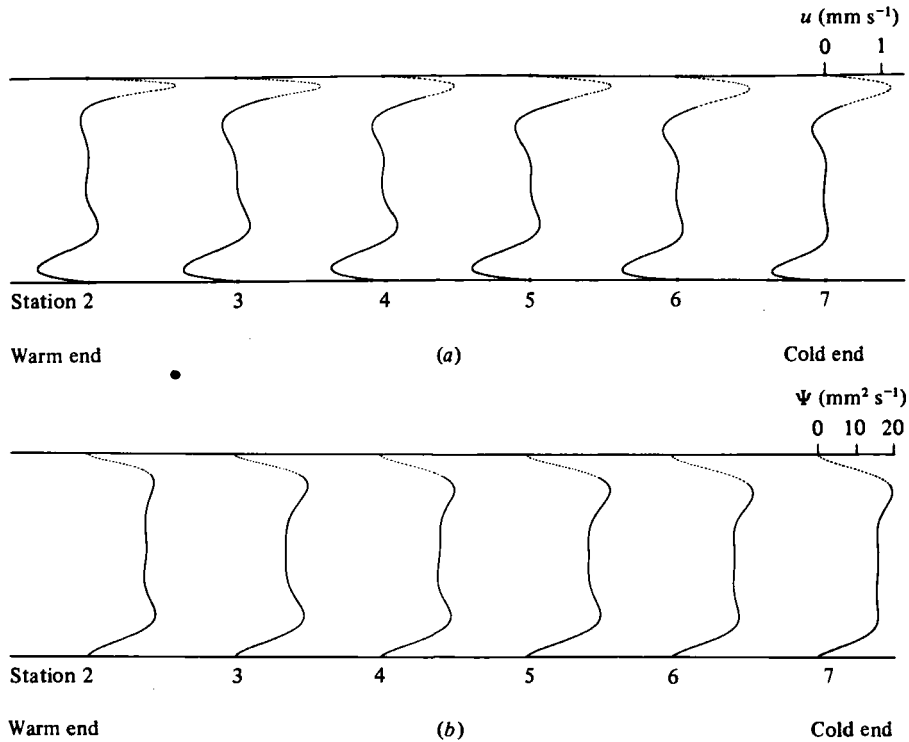 u (mm s⁻¹)
0 1
Station 2 3 4 5 6 7
Warm end (a) Cold end
Ψ (mm² s⁻¹)
0 10 20
Station 2 3 4 5 6 7
Warm end (b) Cold end